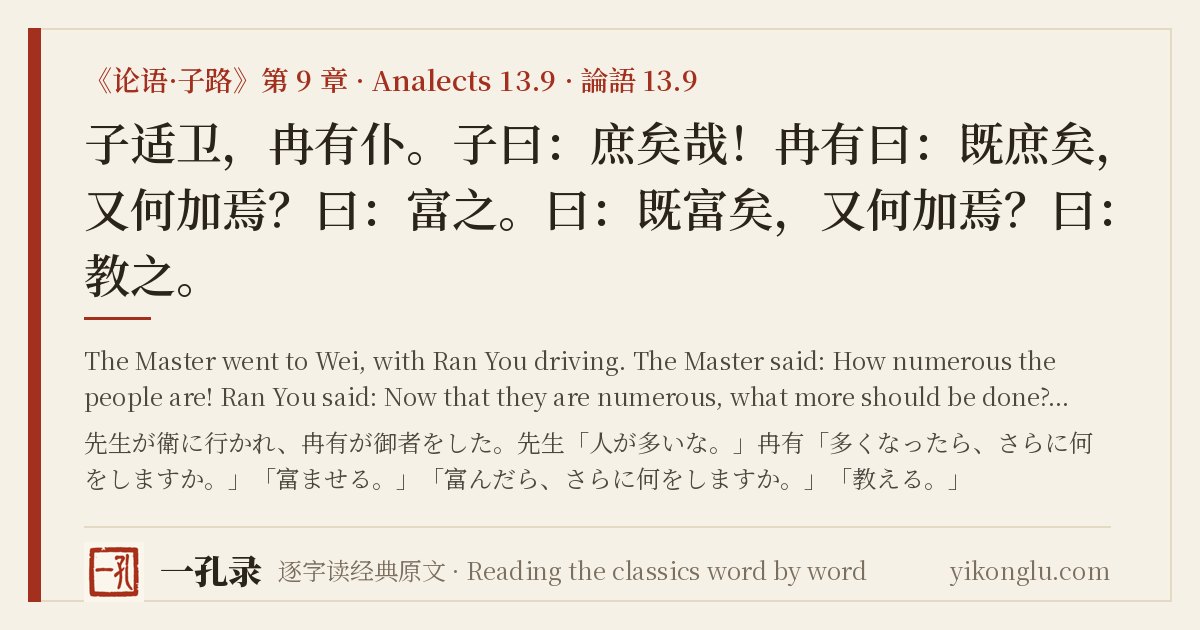 《论语·子路》第 9 章 · Analects 13.9 · 論語 13.9
子适卫，冉有仆。子曰：庶矣哉！冉有曰：既庶矣，
又何加焉？曰：富之。曰：既富矣，又何加焉？曰：
教之。
The Master went to Wei, with Ran You driving. The Master said: How numerous the
people are! Ran You said: Now that they are numerous, what more should be done?...
先生が衛に行かれ、冉有が御者をした。先生「人が多いな。」冉有「多くなったら、さらに何
をしますか。」「富ませる。」「富んだら、さらに何をしますか。」「教える。」
一孔
一孔录 逐字读经典原文 · Reading the classics word by word yikonglu.com